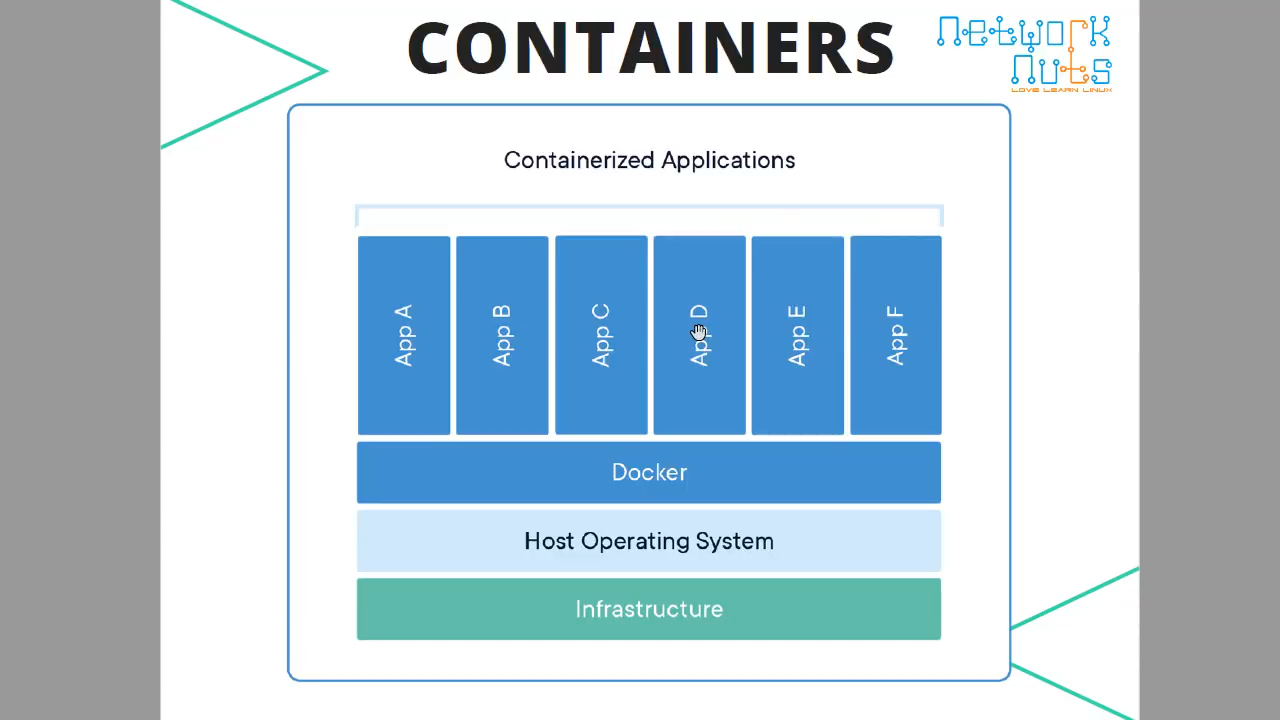 CONTAINERS
Network
Nuts
LOVE LEARN LINUX
Containerized Applications
App A
App B
App C
App D
App E
App F
Docker
Host Operating System
Infrastructure